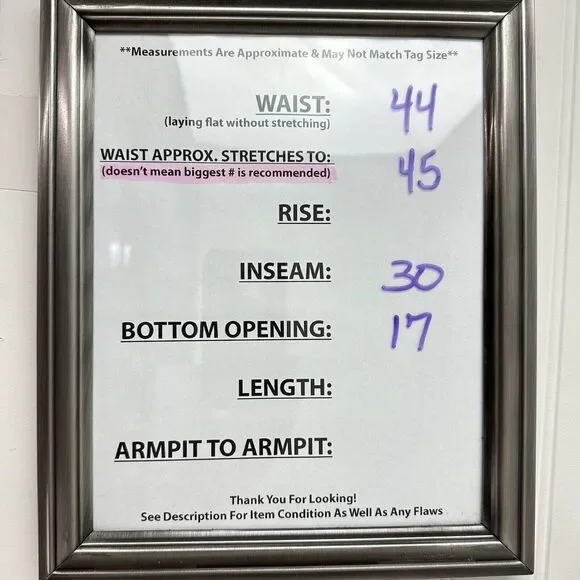 **Measurements Are Approximate & May Not Match Tag Size**
WAIST: 44
(laying flat without stretching)
WAIST APPROX. STRETCHES TO: 45
(doesn't mean biggest # is recommended)
RISE:
INSEAM: 30
BOTTOM OPENING: 17
LENGTH:
ARMPIT TO ARMPIT:
Thank You For Looking!
See Description For Item Condition As Well As Any Flaws